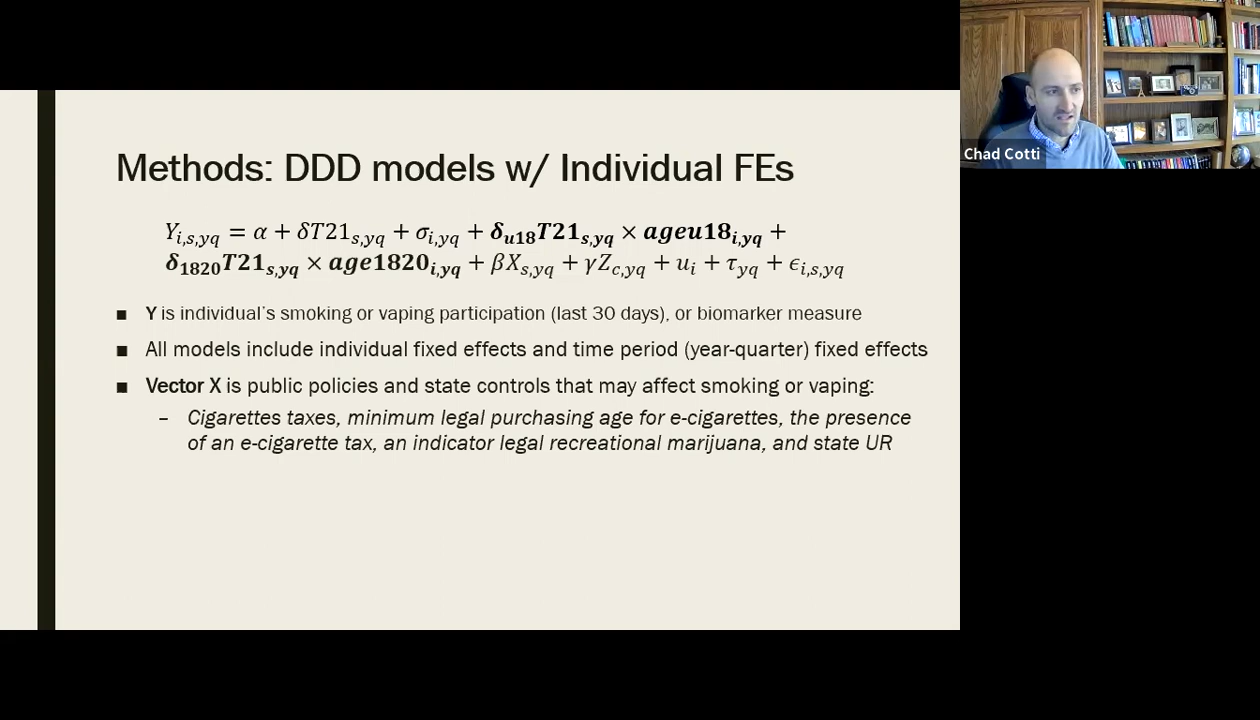 Methods: DDD models w/ Individual FEs
Y_{i,s,yq} = α + δT21_{s,yq} + σ_{i,yq} + δ_{u18}T21_{s,yq} × ageu18_{i,yq} +
δ_{1820}T21_{s,yq} × age1820_{i,yq} + βX_{s,yq} + γZ_{c,yq} + u_i + τ_{yq} + ϵ_{i,s,yq}
■ Y is individual's smoking or vaping participation (last 30 days), or biomarker measure
■ All models include individual fixed effects and time period (year-quarter) fixed effects
■ Vector X is public policies and state controls that may affect smoking or vaping:
– Cigarettes taxes, minimum legal purchasing age for e-cigarettes, the presence
of an e-cigarette tax, an indicator legal recreational marijuana, and state UR
Chad Cotti